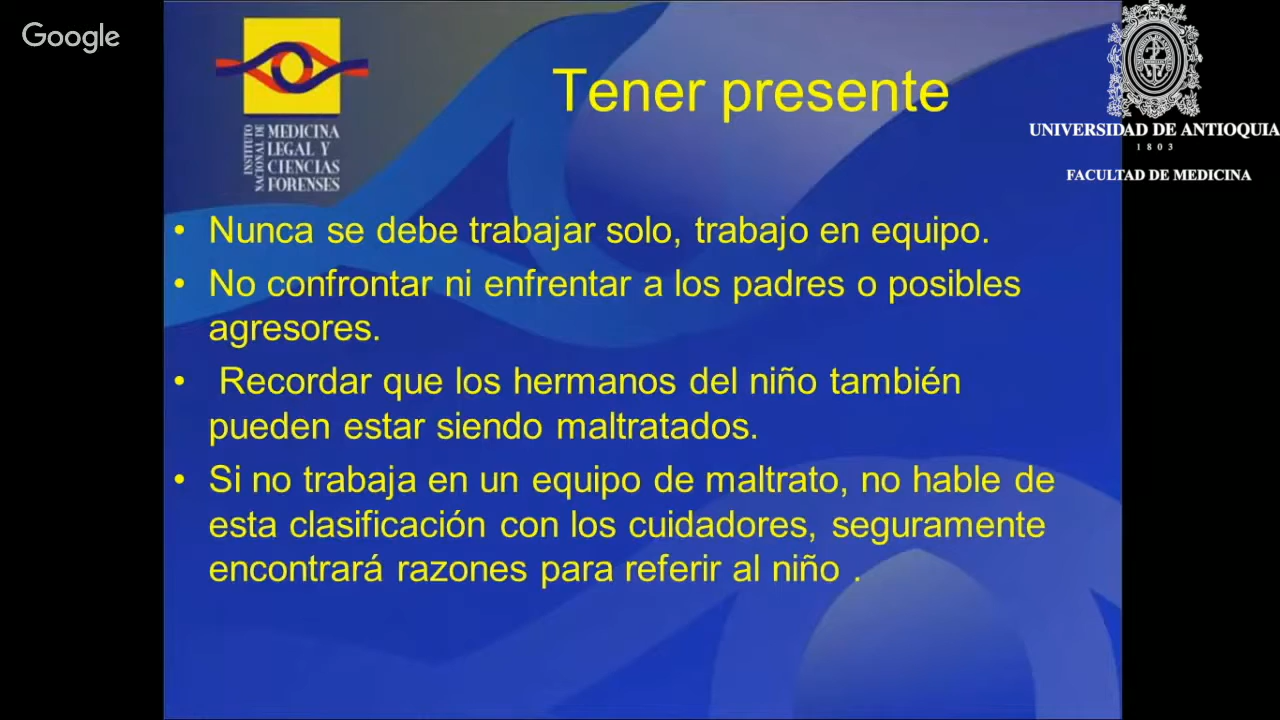 Google
INSTITUTO
NACIONAL DE
MEDICINA
LEGAL Y
CIENCIAS
FORENSES
Tener presente
UNIVERSIDAD DE ANTIOQUIA
1803
FACULTAD DE MEDICINA
• Nunca se debe trabajar solo, trabajo en equipo.
• No confrontar ni enfrentar a los padres o posibles
agresores.
• Recordar que los hermanos del niño también
pueden estar siendo maltratados.
• Si no trabaja en un equipo de maltrato, no hable de
esta clasificación con los cuidadores, seguramente
encontrará razones para referir al niño .